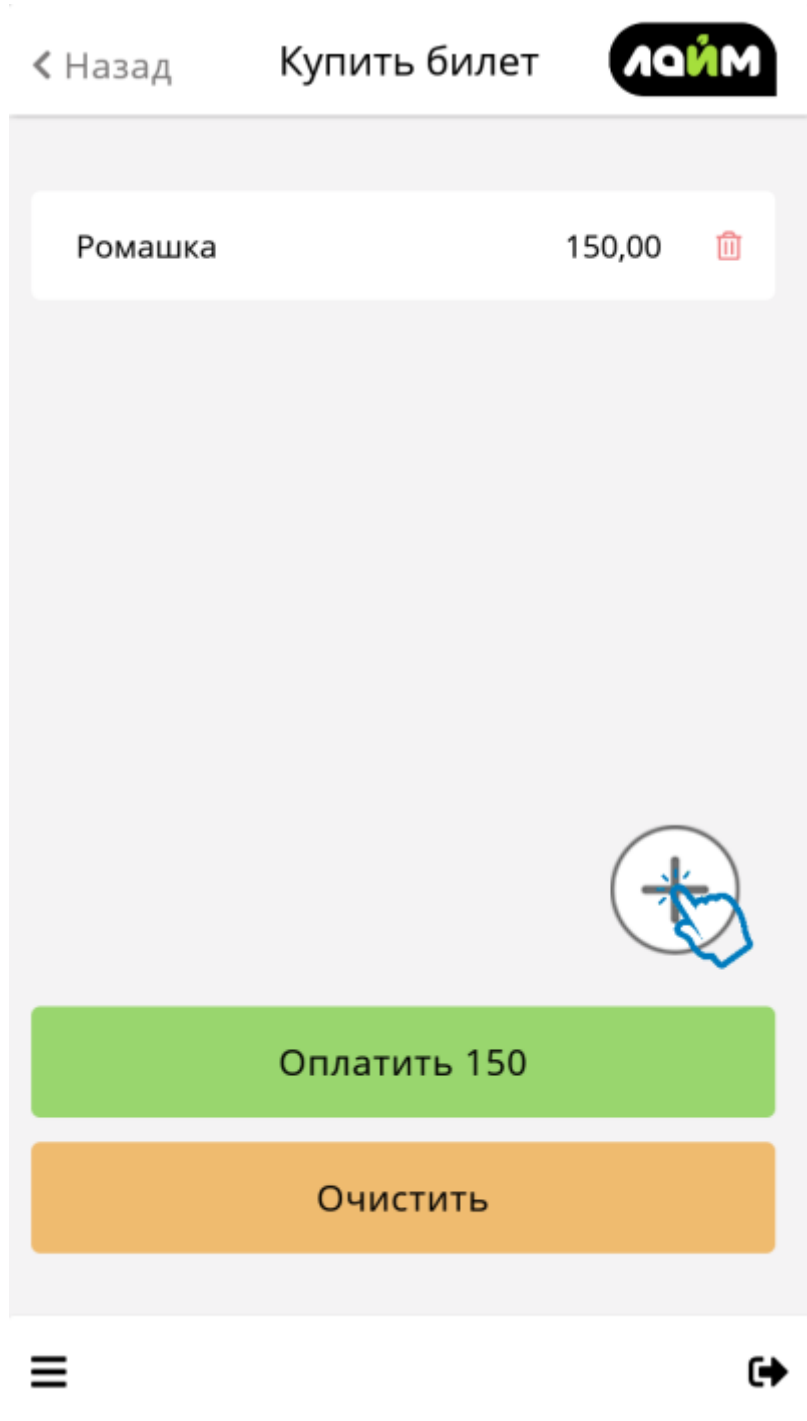 Назад
Купить билет
лайм
Ромашка 150,00
Оплатить 150
Очистить